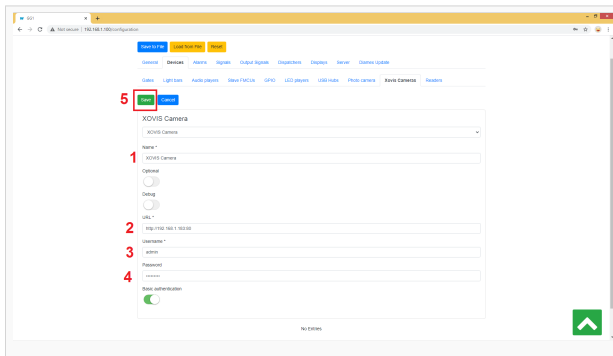 EG1
Not secure | 192.168.1.100/configuration
Save to File Load from File Reset
General Devices Alarms Signals Output Signals Dispatchers Displays Server Daxtea Update
Gates Light bars Audio players Slave FMCUs GPIO LED players USB Hubs Photo camera Xovis Cameras Readers
5 Save Cancel
XOVIS Camera
XOVIS Camera
Name *
1 XOVIS Camera
Optional
Debug
URL *
2 http://192.168.1.163:80
Username *
3 admin
Password
4 ••••••••
Basic authentication
No Entries